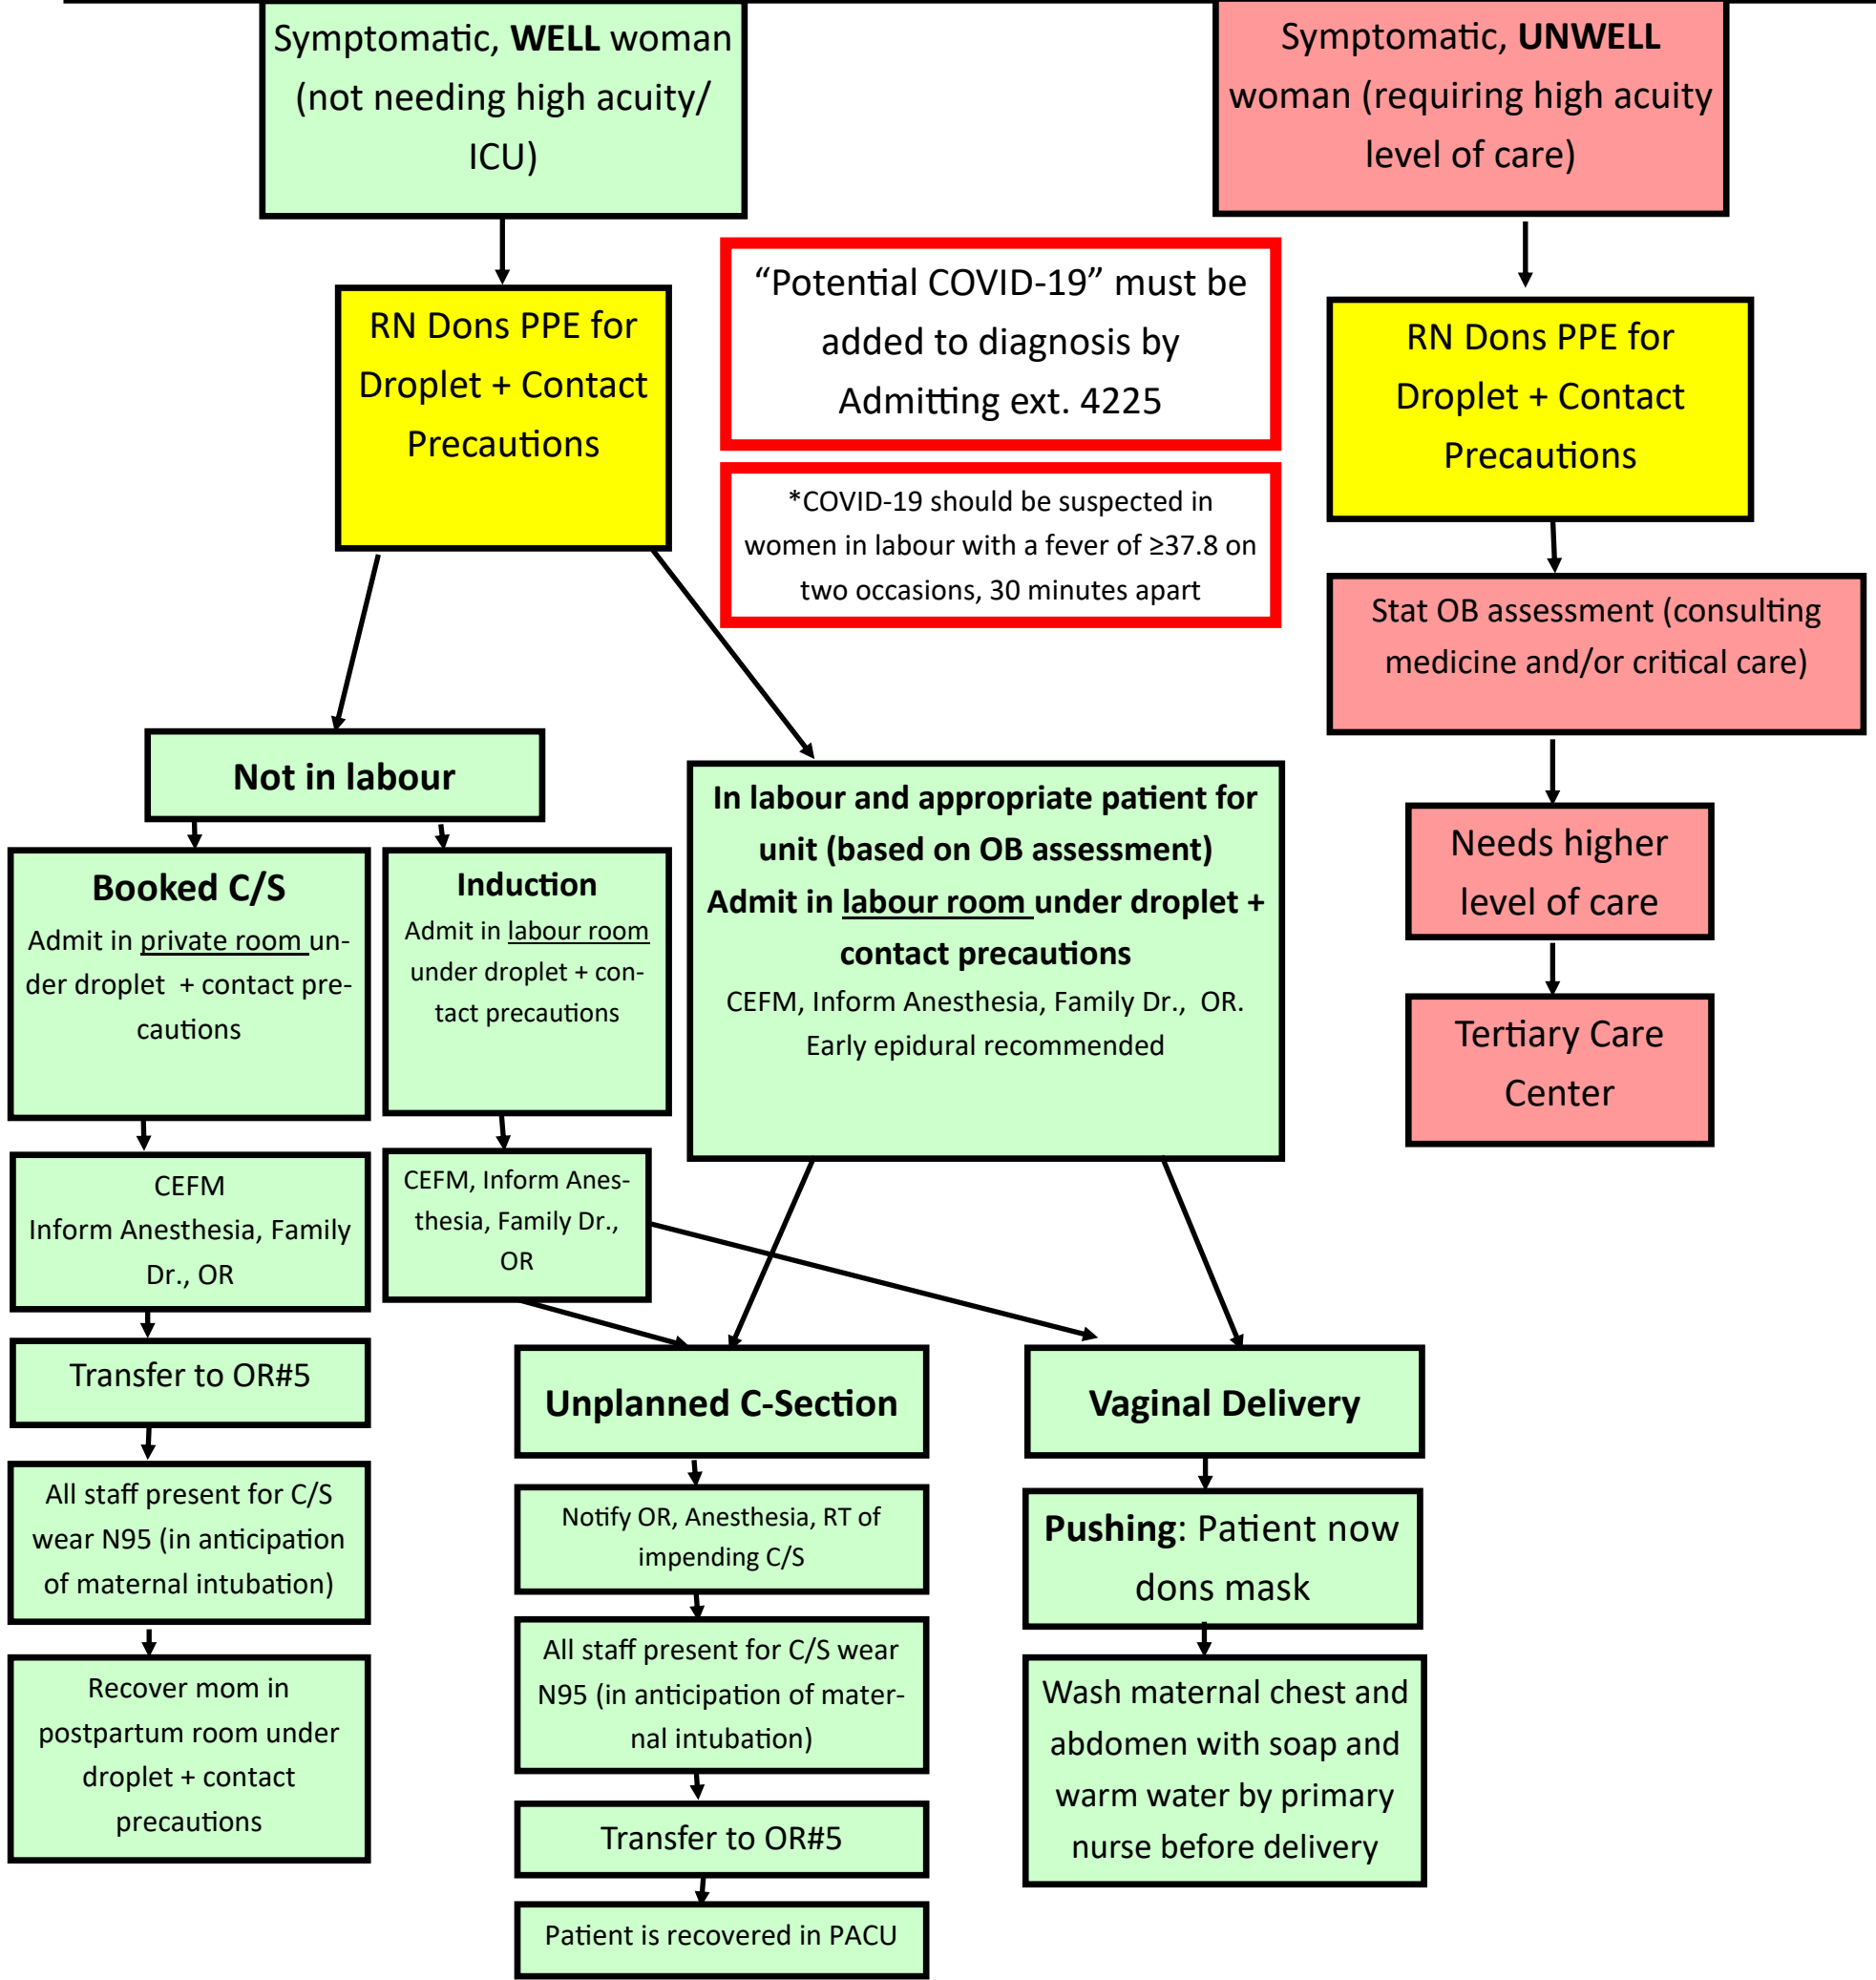 Symptomatic, WELL woman
(not needing high acuity/
ICU)
Symptomatic, UNWELL
woman (requiring high acuity
level of care)
RN Dons PPE for
Droplet + Contact
Precautions
“Potential COVID-19” must be
added to diagnosis by
Admitting ext. 4225
*COVID-19 should be suspected in
women in labour with a fever of ≥37.8 on
two occasions, 30 minutes apart
RN Dons PPE for
Droplet + Contact
Precautions
Stat OB assessment (consulting
medicine and/or critical care)
Needs higher
level of care
Tertiary Care
Center
Not in labour
In labour and appropriate patient for
unit (based on OB assessment)
Admit in labour room under droplet +
contact precautions
CEFM, Inform Anesthesia, Family Dr., OR.
Early epidural recommended
Booked C/S
Admit in private room un-
der droplet + contact pre-
cautions
Induction
Admit in labour room
under droplet + con-
tact precautions
CEFM
Inform Anesthesia, Family
Dr., OR
CEFM, Inform Anes-
thesia, Family Dr.,
OR
Transfer to OR#5
All staff present for C/S
wear N95 (in anticipation
of maternal intubation)
Recover mom in
postpartum room under
droplet + contact
precautions
Unplanned C-Section
Notify OR, Anesthesia, RT of
impending C/S
All staff present for C/S wear
N95 (in anticipation of mater-
nal intubation)
Transfer to OR#5
Patient is recovered in PACU
Vaginal Delivery
Pushing: Patient now
dons mask
Wash maternal chest and
abdomen with soap and
warm water by primary
nurse before delivery